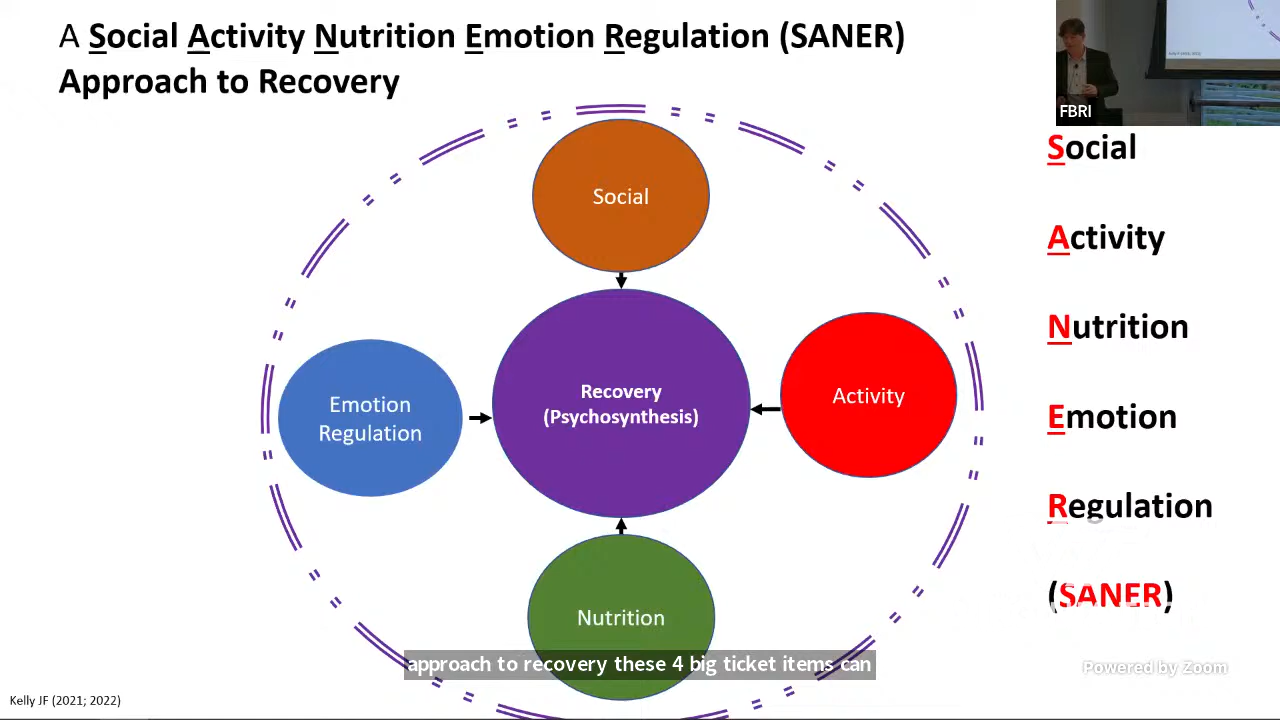 A Social Activity Nutrition Emotion Regulation (SANER)
Approach to Recovery
FBRI
Social
Activity
Nutrition
Emotion
Regulation
(SANER)
Social
Emotion
Regulation
Recovery
(Psychosynthesis)
Activity
Nutrition
approach to recovery these 4 big ticket items can
Powered by Zoom
Kelly JF (2021; 2022)